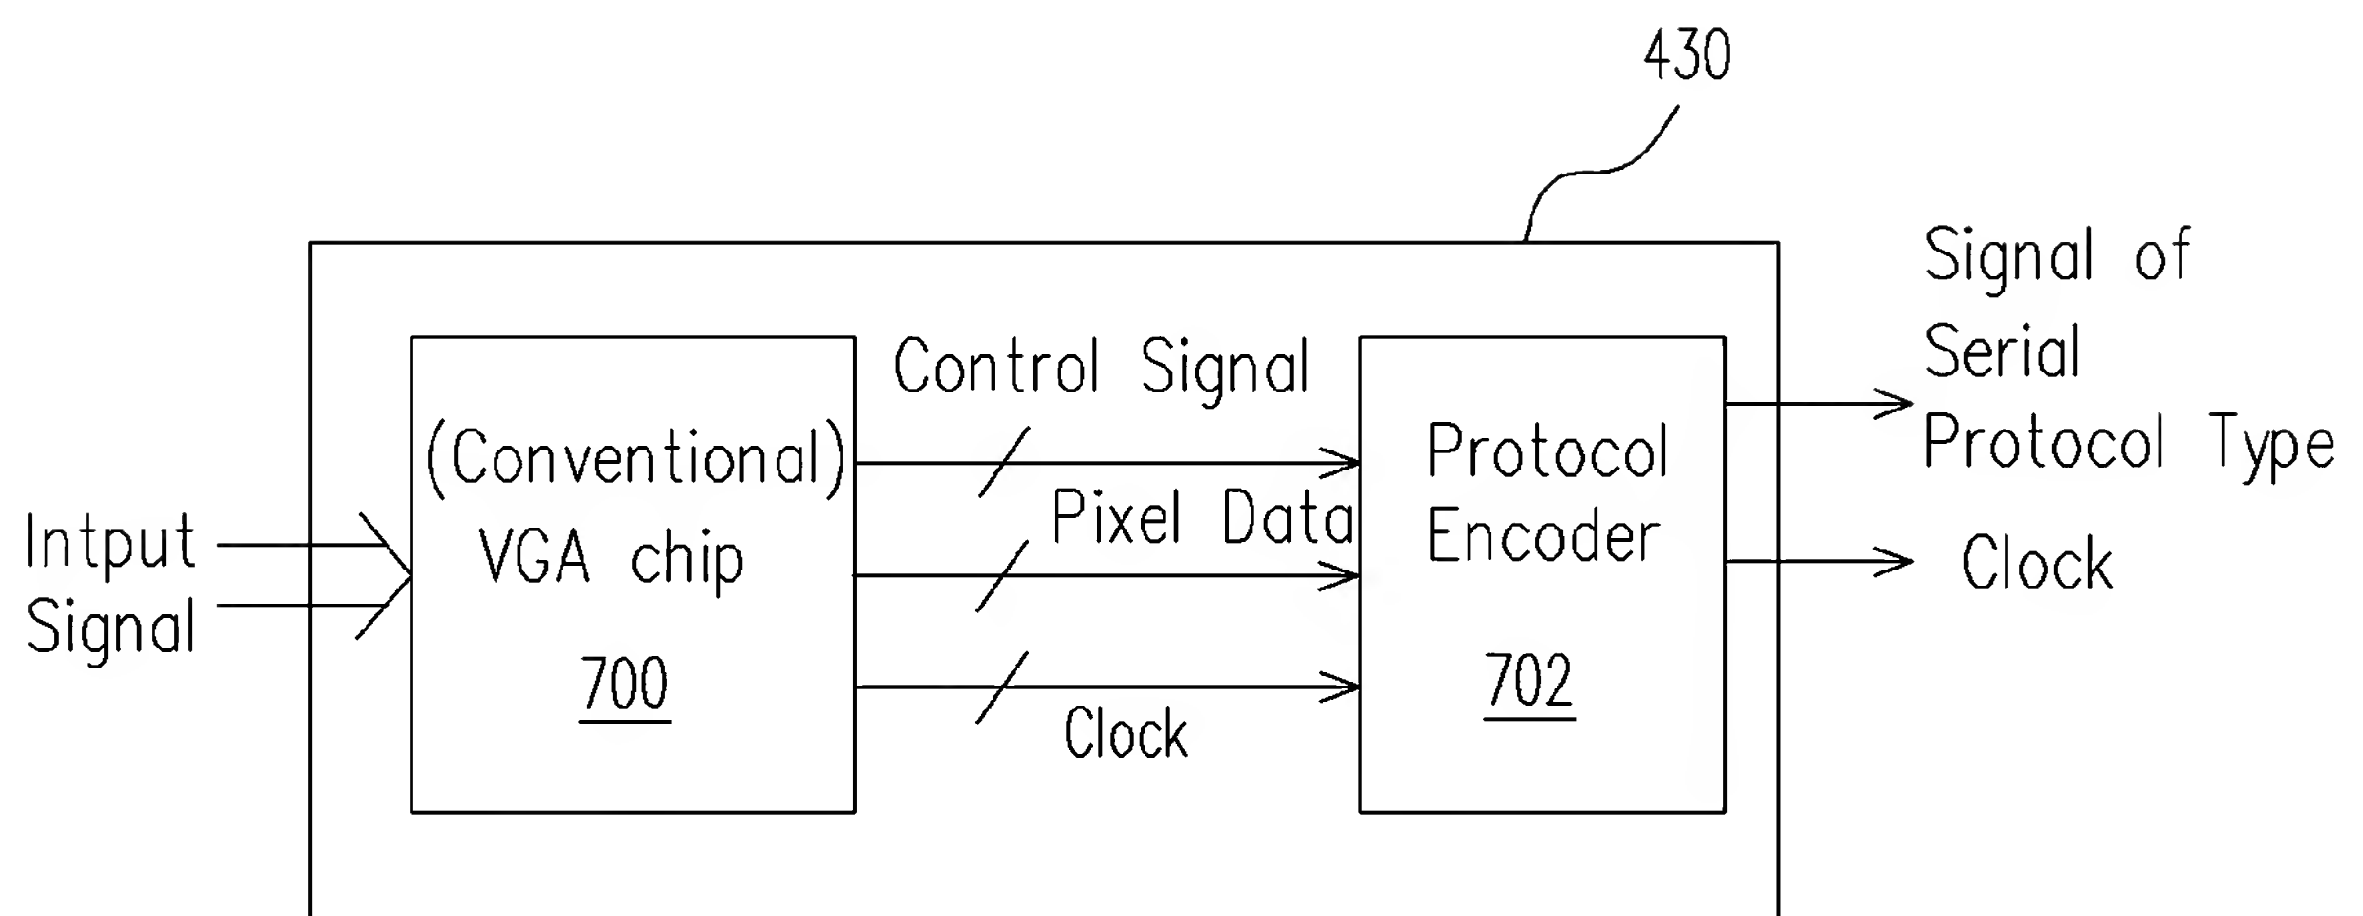 430
Signal of
Serial
Protocol Type
Control Signal
(Conventional)
VGA chip
700
Protocol
Encoder
702
Pixel Data
Intput
Signal
Clock
Clock